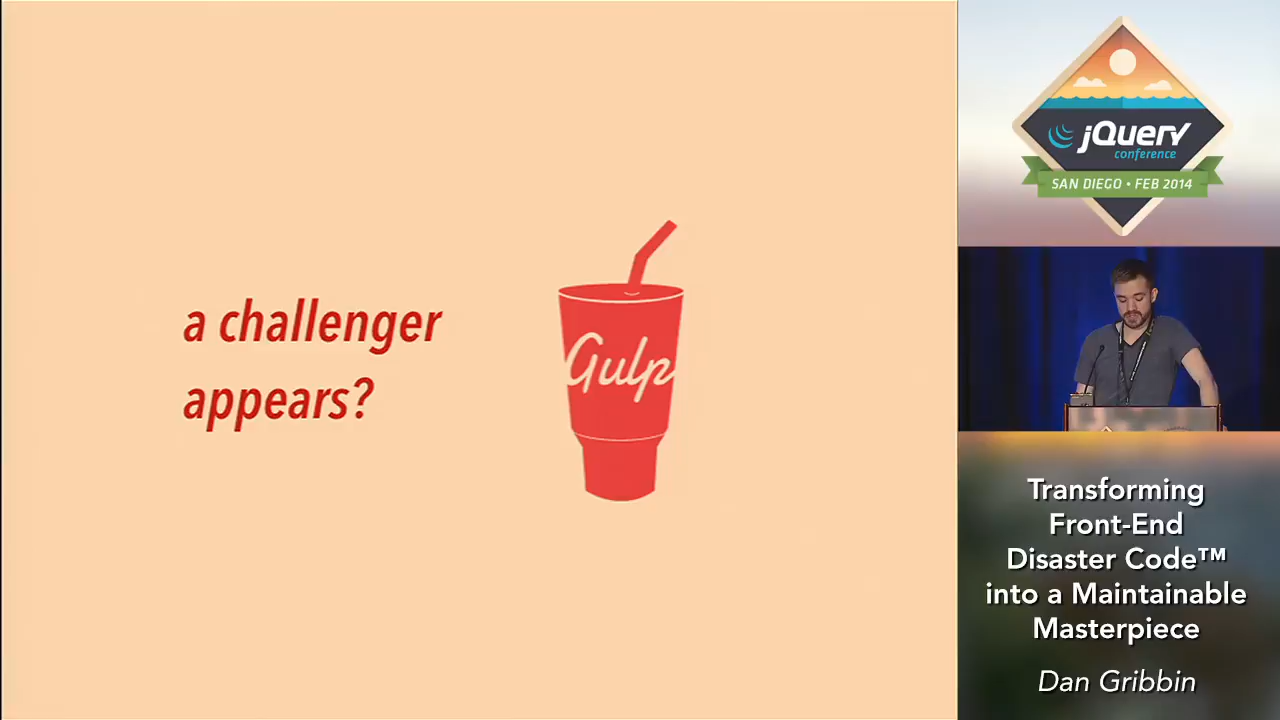 a challenger
appears?
Gulp
jQuery
conference
SAN DIEGO • FEB 2014
Transforming
Front-End
Disaster Code™
into a Maintainable
Masterpiece
Dan Gribbin